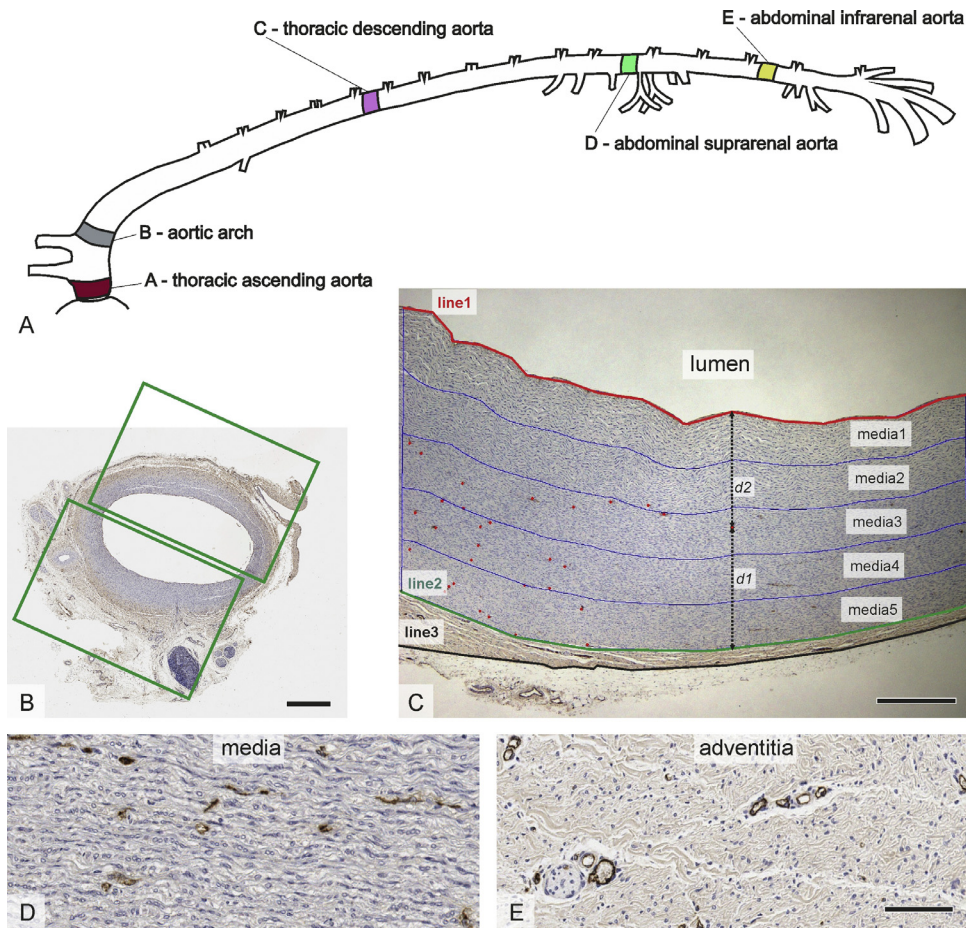 E - abdominal infrarenal aorta
C - thoracic descending aorta
D - abdominal suprarenal aorta
B - aortic arch
A - thoracic ascending aorta
A
line1
lumen
media1
media2
d2
media3
media4
d1
line2
media5
line3
B
C
media
adventitia
D
E